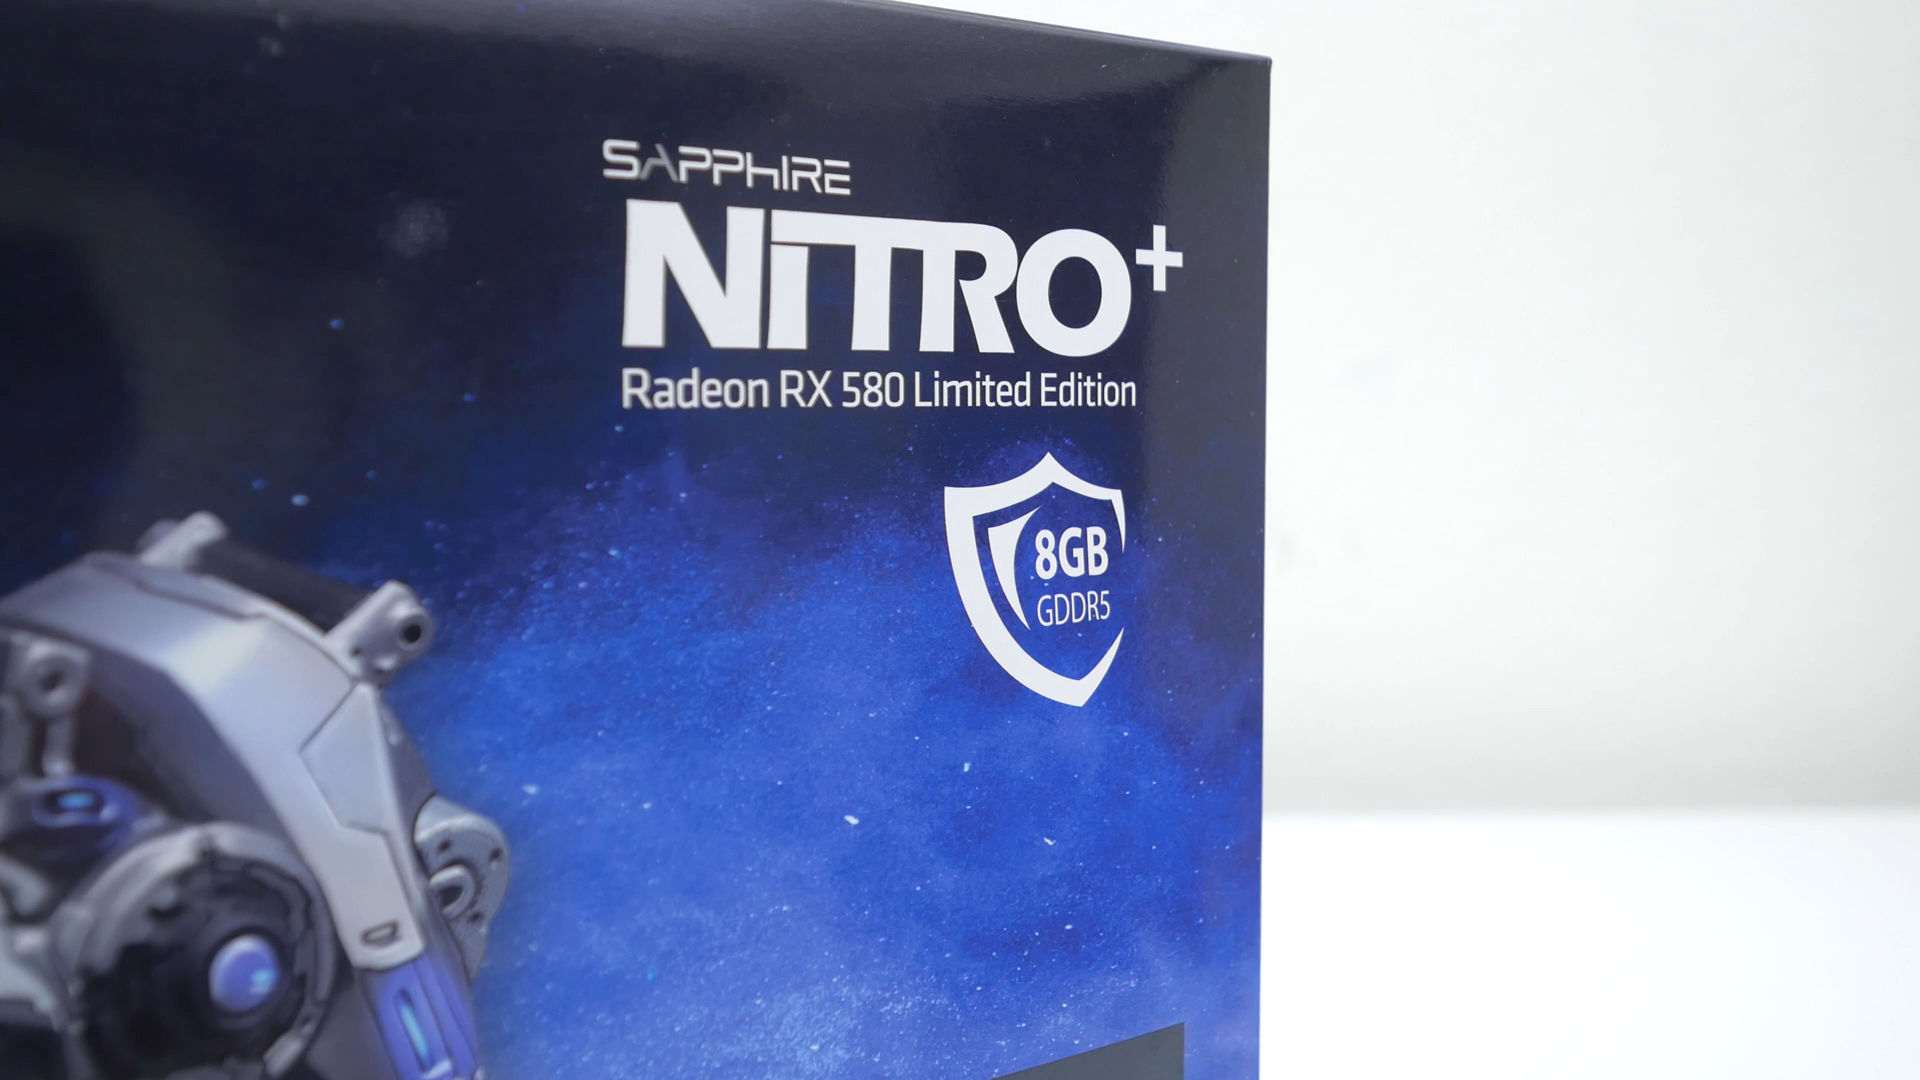 SAPPHIRE
NITRO+
Radeon RX 580 Limited Edition
8GB
GDDR5